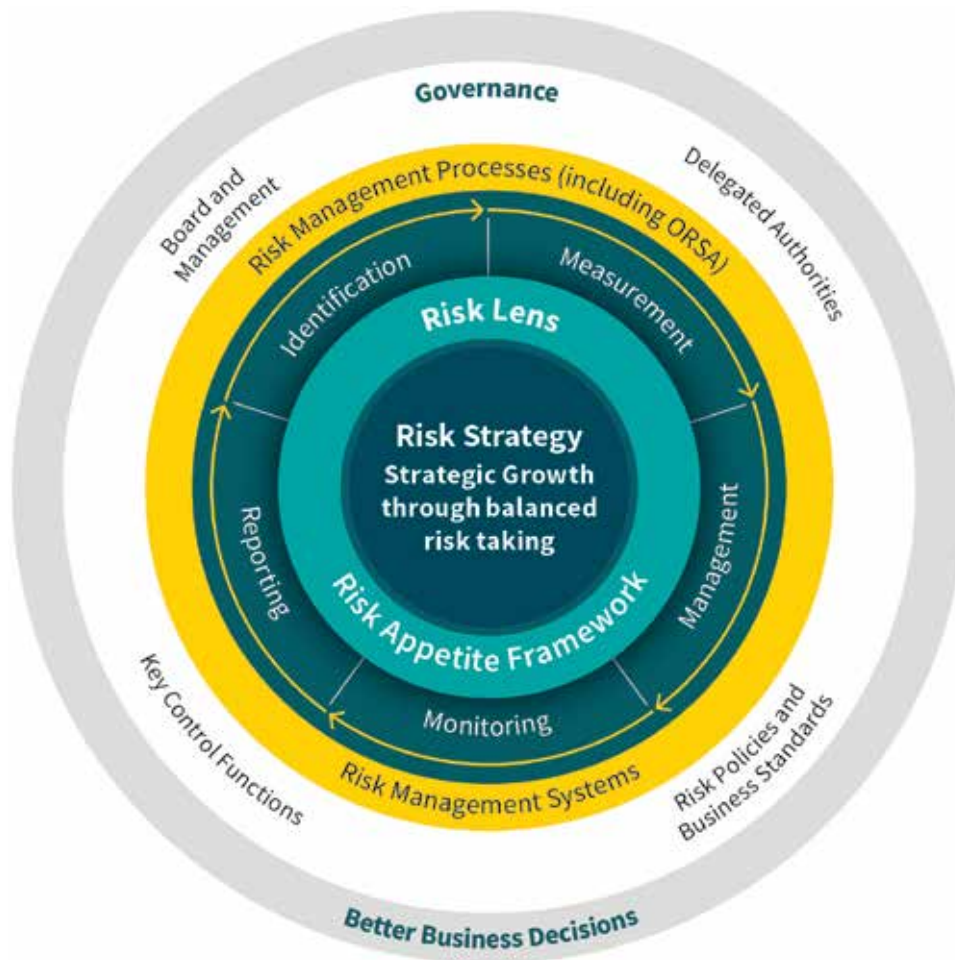 Governance
Board and
Management
Delegated Authorities
Risk Management Processes (including ORSA)
Identification
Measurement
Risk Lens
Risk Strategy
Strategic Growth
through balanced
risk taking
Reporting
Management
Risk Appetite Framework
Monitoring
Risk Management Systems
Key Control Functions
Risk Policies and
Business Standards
Better Business Decisions